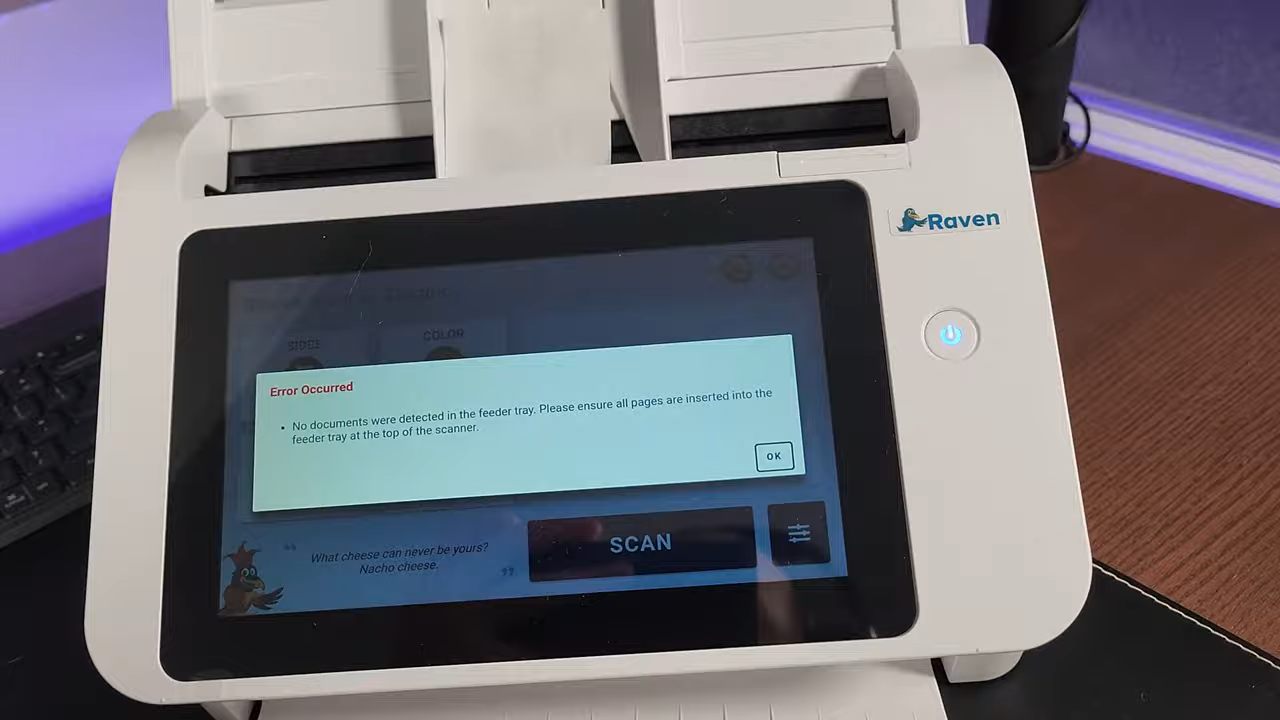 Raven
SIDES
COLOR
Error Occurred
• No documents were detected in the feeder tray. Please ensure all pages are inserted into the
feeder tray at the top of the scanner.
OK
“ What cheese can never be yours?
Nacho cheese. ”
SCAN